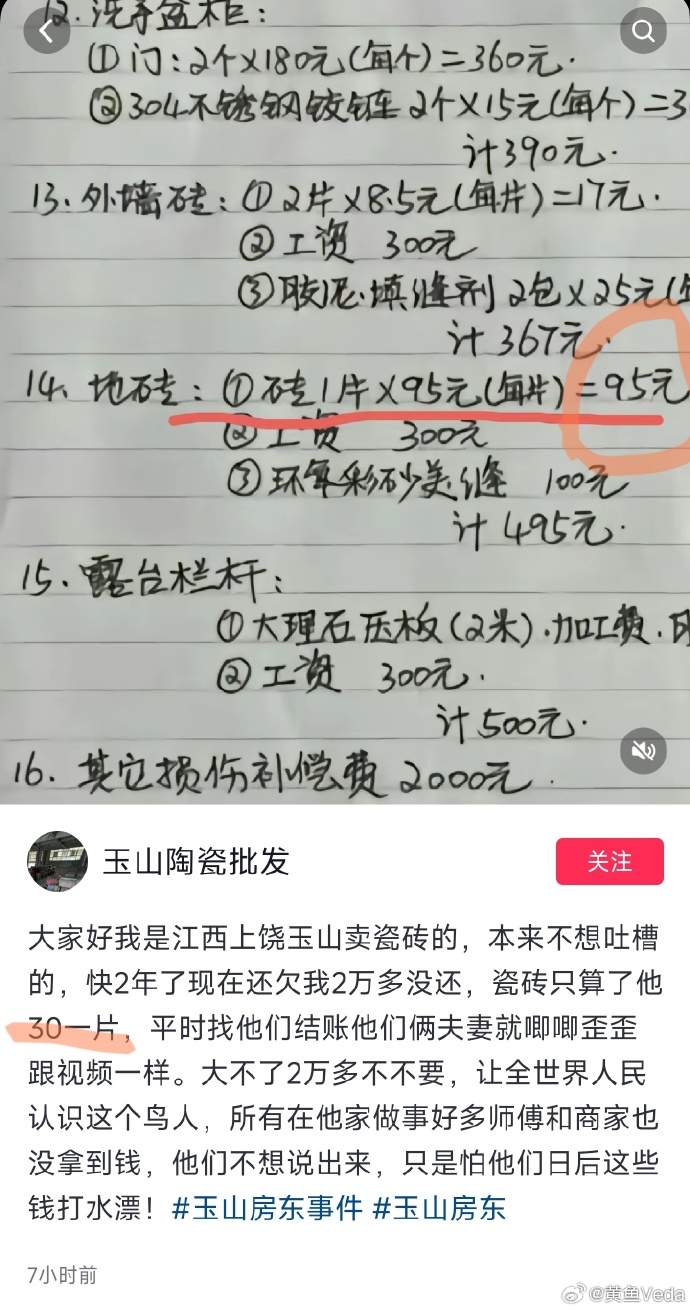 12. 洗手盆柜：
① 门：2个×180元(每个)=360元.
② 304不锈钢铰链 2个×15元(每个)=3
计390元.
13. 外墙砖：① 2片×8.5元(每片)=17元.
② 工资 300元
③ 胶泥.填缝剂 2包×25元(
计367元.
14. 地砖：① 砖1片×95元(每片)=95元
② 工资 300元
③ 环氧彩砂美缝 100元
计495元.
15. 露台栏杆：
① 大理石压板(2米).加工费.
② 工资 300元.
计500元.
16. 其它损伤补偿费 2000元.
玉山陶瓷批发
关注
大家好我是江西上饶玉山卖瓷砖的，本来不想吐槽
的，快2年了现在还欠我2万多没还，瓷砖只算了他
30一片，平时找他们结账他们俩夫妻就唧唧歪歪
跟视频一样。大不了2万多不不要，让全世界人民
认识这个鸟人，所有在他家做事好多师傅和商家也
没拿到钱，他们不想说出来，只是怕他们日后这些
钱打水漂！#玉山房东事件 #玉山房东
7小时前
@黄鱼Veda